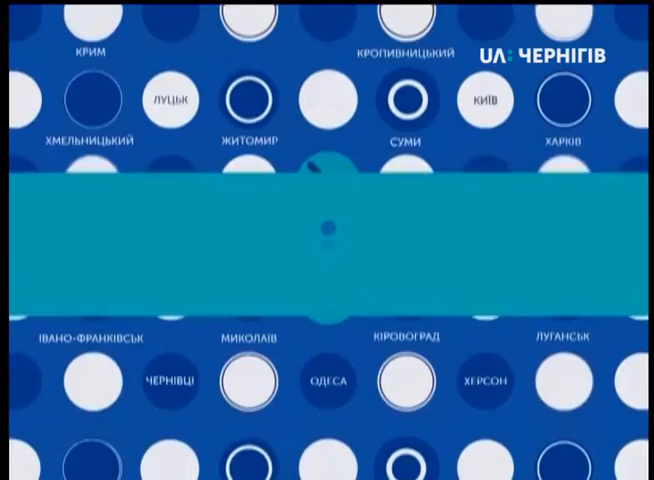 КРИМ
КРОПИВНИЦЬКИЙ
UA: ЧЕРНІГІВ
ЛУЦЬК
КИЇВ
ХМЕЛЬНИЦЬКИЙ
ЖИТОМИР
СУМИ
ХАРКІВ
ІВАНО-ФРАНКІВСЬК
МИКОЛАЇВ
КІРОВОГРАД
ЛУГАНСЬК
ЧЕРНІВЦІ
ОДЕСА
ХЕРСОН